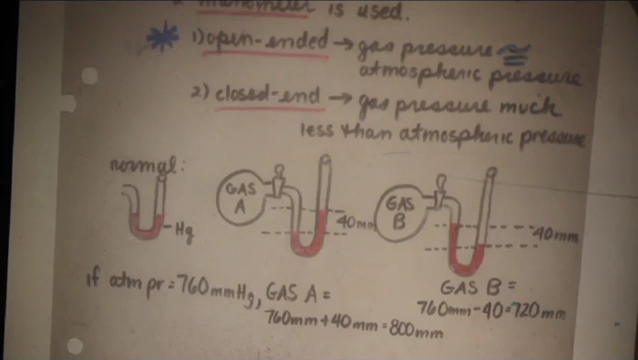 manometer is used.
1) open-ended → gas pressure ≅
atmospheric pressure
2) closed-end → gas pressure much
less than atmospheric pressure
normal:
GAS
A
40mm
GAS
B
40mm
Hg
if atm pr = 760mmHg, GAS A =
760mm + 40mm = 800mm
GAS B =
760mm - 40 = 720mm